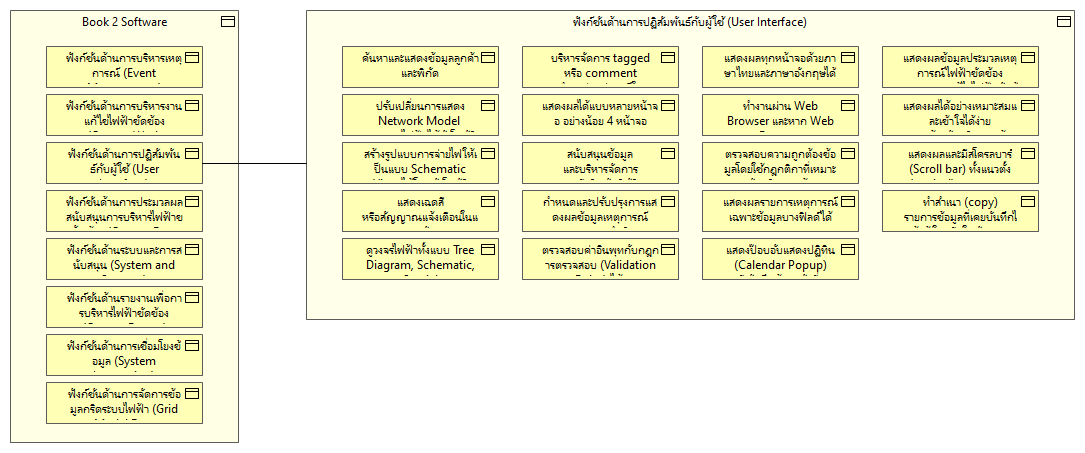 Book 2 Software
ฟังก์ชันด้านการบริหารเหตุ
การณ์ (Event
ฟังก์ชันด้านการบริหารงาน
แก้ไขไฟฟ้าขัดข้อง
ฟังก์ชันด้านการปฏิสัมพัน
ธ์กับผู้ใช้ (User
ฟังก์ชันด้านการประมวลผล
สนับสนุนการบริหารไฟฟ้าข
ฟังก์ชันด้านระบบและการส
นับสนุน (System and
ฟังก์ชันด้านรายงานเพื่อกา
รบริหารไฟฟ้าขัดข้อง
ฟังก์ชันด้านการเชื่อมโยงข้
อมูล (System
ฟังก์ชันด้านการจัดการข้อ
มูลกริดระบบไฟฟ้า (Grid
ฟังก์ชันด้านการปฏิสัมพันธ์กับผู้ใช้ (User Interface)
ค้นหาและแสดงข้อมูลลูกค้า
และพิกัด
บริหารจัดการ tagged
หรือ comment
แสดงผลทุกหน้าจอด้วยภา
ษาไทยและภาษาอังกฤษได้
แสดงผลข้อมูลประมวลเหตุ
การณ์ไฟฟ้าขัดข้อง
ปรับเปลี่ยนการแสดง
Network Model
แสดงผลได้แบบหลายหน้าจ
อ อย่างน้อย 4 หน้าจอ
ทำงานผ่าน Web
Browser และหาก Web
แสดงผลได้อย่างเหมาะสมแ
ละเข้าใจได้ง่าย
สร้างรูปแบบการจ่ายไฟให้เ
ป็นแบบ Schematic
สนับสนุนข้อมูล
และบริหารจัดการ
ตรวจสอบความถูกต้องข้อ
มูลโดยใช้กฎกติกาที่เหมาะ
แสดงผลและมีสโครลบาร์
(Scroll bar) ทั้งแนวตั้ง
แสดงเฉดสี
หรือสัญญาณแจ้งเตือนในแ
กำหนดและปรับปรุงการแส
ดงผลข้อมูลเหตุการณ์
แสดงผลรายการเหตุการณ์
เฉพาะข้อมูลบางฟิลด์ได้
ทำสำเนา (copy)
รายการข้อมูลที่เคยบันทึกไ
ดูวงจรไฟฟ้าทั้งแบบ Tree
Diagram, Schematic,
ตรวจสอบค่าอินพุทกับกฎก
ารตรวจสอบ (Validation
แสดงป๊อบอับแสดงปฏิทิน
(Calendar Popup)